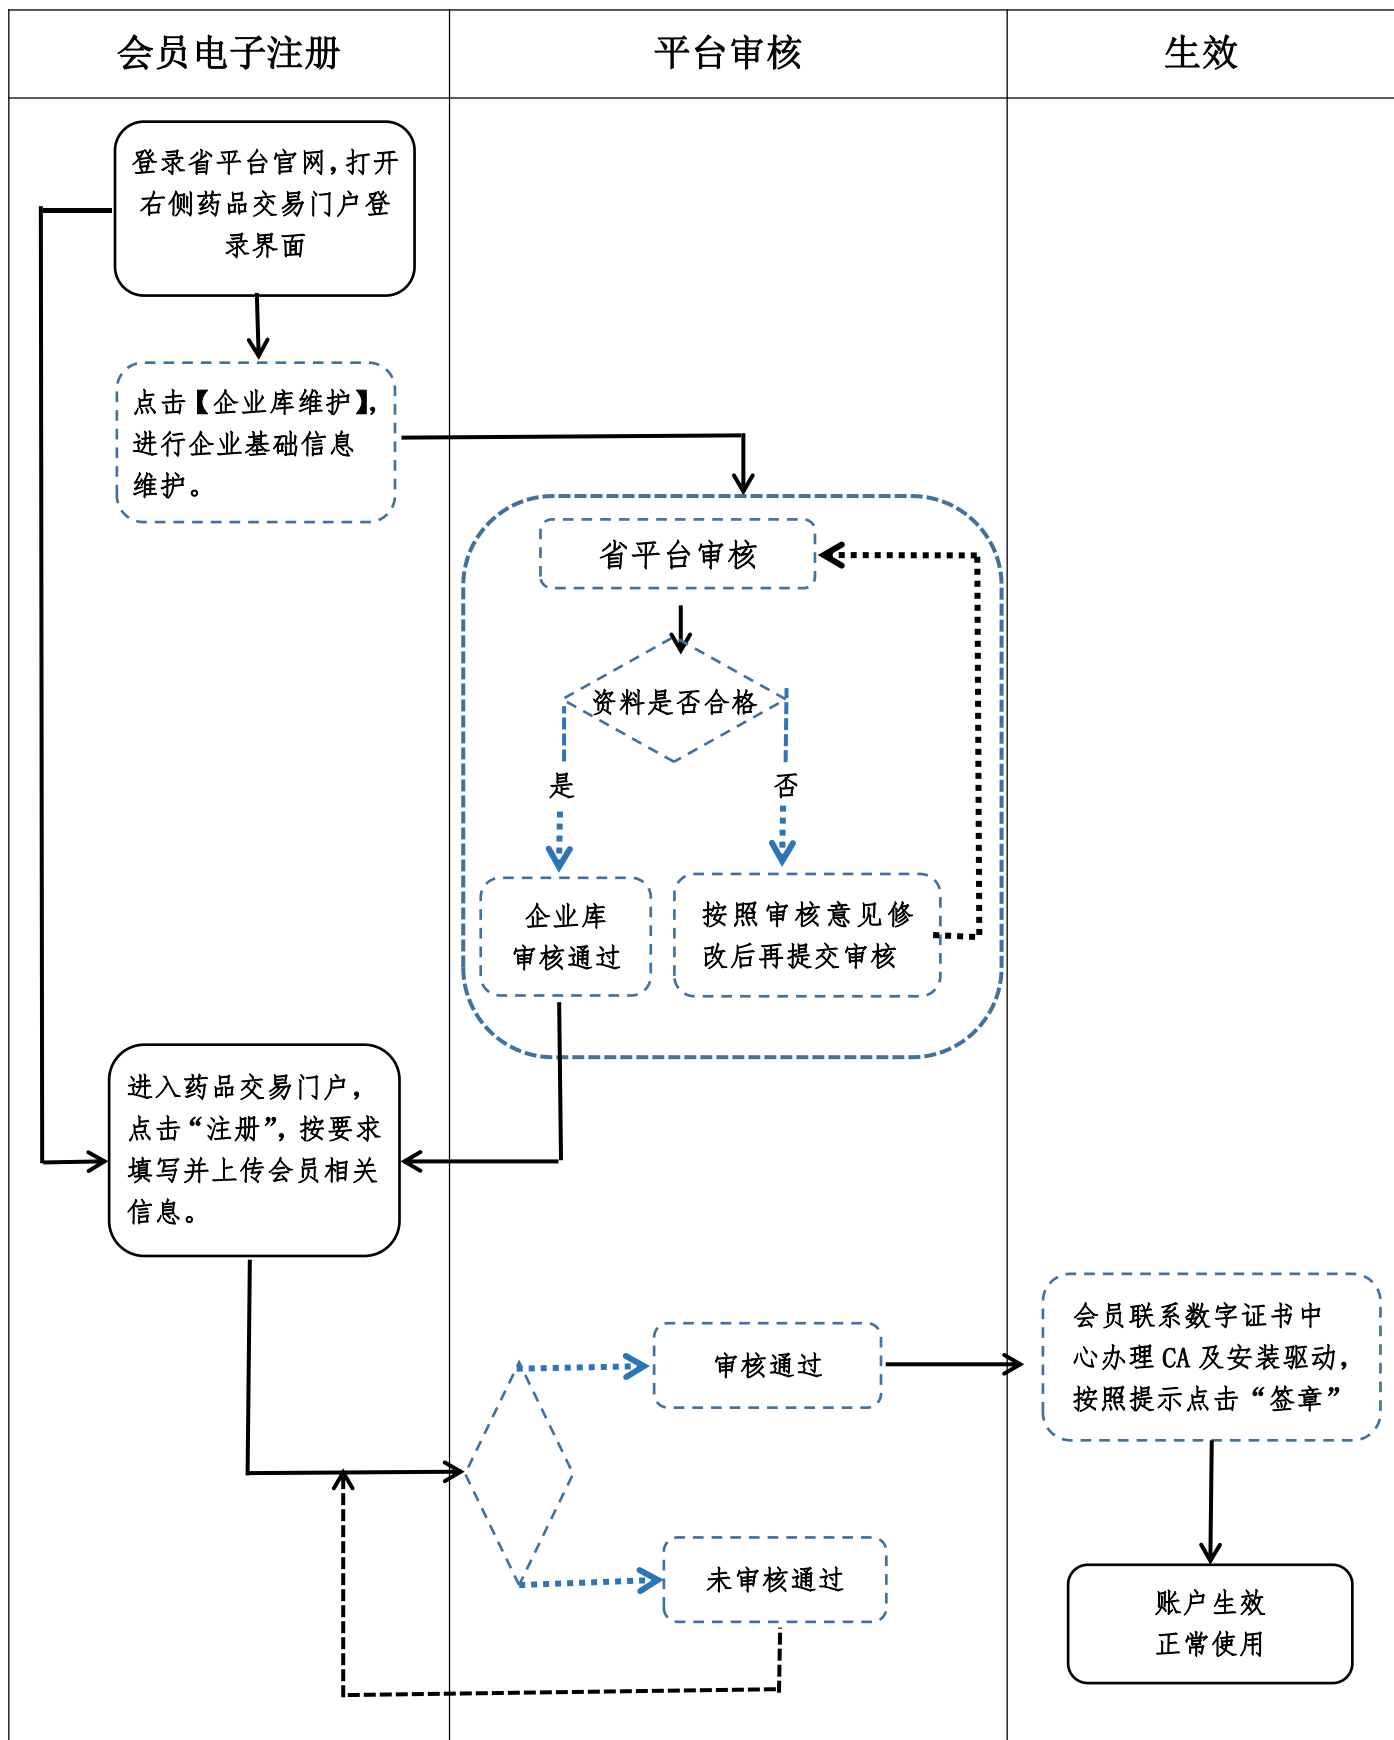 会员电子注册
平台审核
生效
登录省平台官网,打开
右侧药品交易门户登
录界面
点击【企业库维护】,
进行企业基础信息
维护。
省平台审核
资料是否合格
是
否
企业库
审核通过
按照审核意见修
改后再提交审核
进入药品交易门户,
点击“注册”,按要求
填写并上传会员相关
信息。
审核通过
未审核通过
会员联系数字证书中
心办理 CA 及安装驱动,
按照提示点击“签章”
账户生效
正常使用